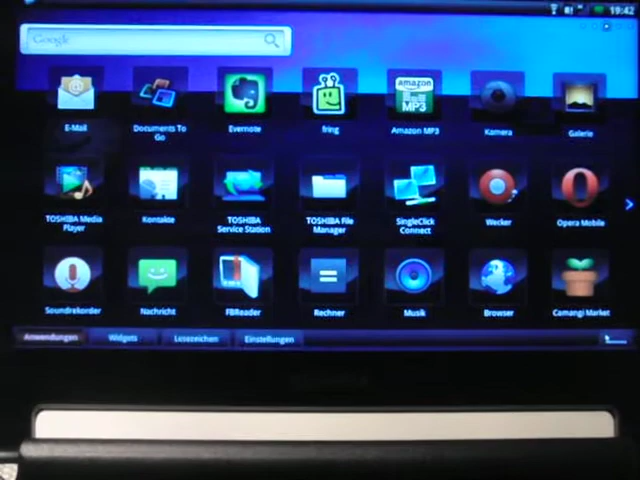 19:42
Google
amazon
MP3
E-Mail
Documents To
Go
Evernote
fring
Amazon MP3
Kamera
Galerie
TOSHIBA Media
Player
Kontakte
TOSHIBA
Service Station
TOSHIBA File
Manager
SingleClick
Connect
Wecker
Opera Mobile
Soundrekorder
Nachricht
FBReader
Rechner
Musik
Browser
Camangi Market
Anwendungen
Widgets
Lesezeichen
Einstellungen